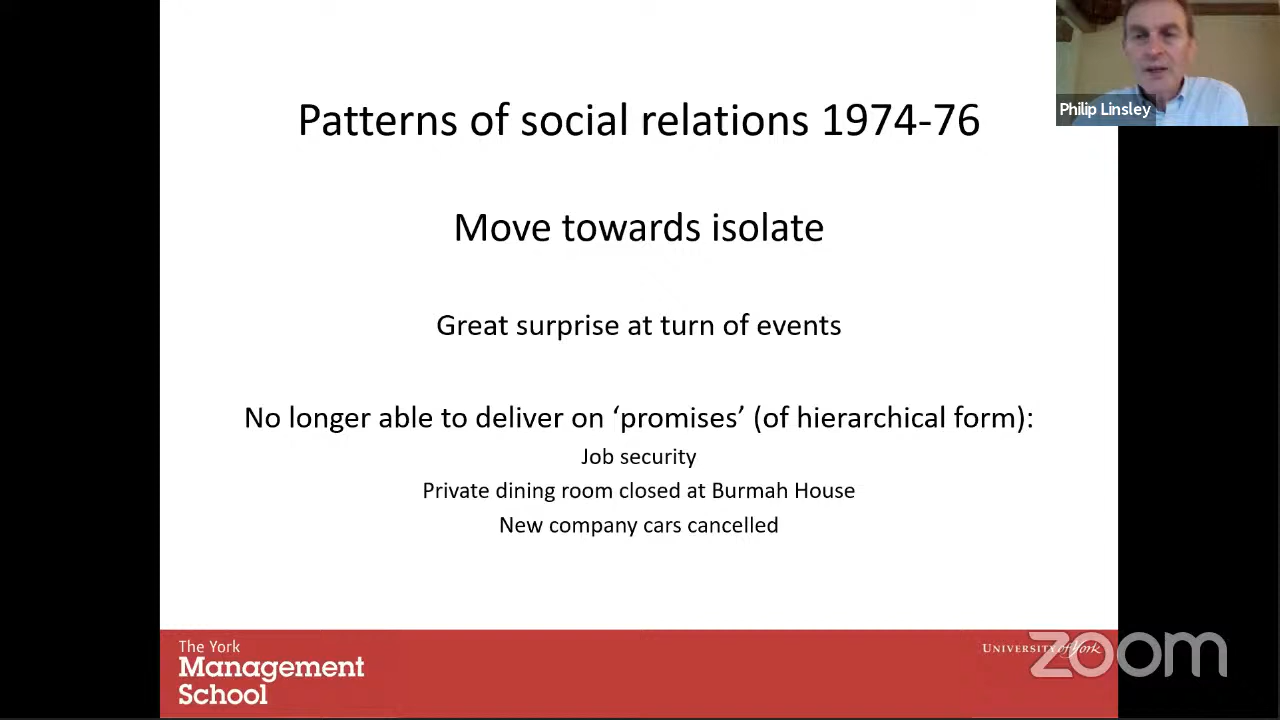 Patterns of social relations 1974-76
Philip Linsley
Move towards isolate
Great surprise at turn of events
No longer able to deliver on ‘promises’ (of hierarchical form):
Job security
Private dining room closed at Burmah House
New company cars cancelled
The York
Management
School
UNIVERSITY of York
zoom